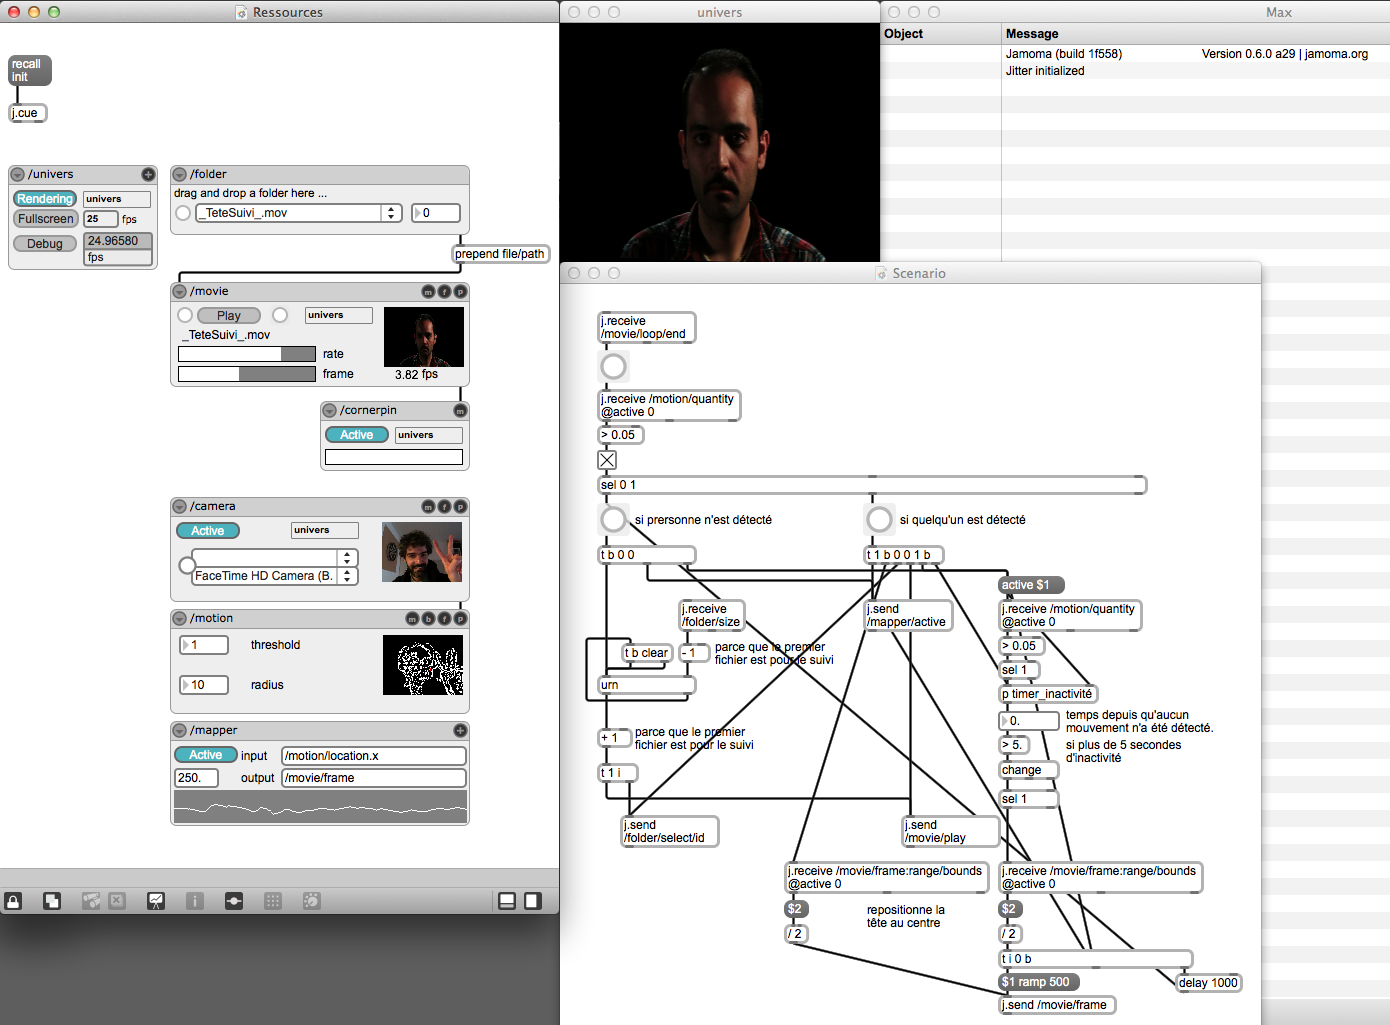 Ressources
recall
init
j.cue
/univers
Rendering
univers
Fullscreen
25
fps
Debug
24.96580
fps
/folder
drag and drop a folder here ...
_TeteSuivi_.mov
0
prepend file/path
/movie
m f p
Play
univers
_TeteSuivi_.mov
rate
frame
3.82 fps
/cornerpin
m
Active
univers
/camera
m f p
Active
univers
FaceTime HD Camera (B.
/motion
m b f p
1
threshold
10
radius
/mapper
Active
input
/motion/location.x
250.
output
/movie/frame
univers
Max
Object
Message
Jamoma (build 1f558)
Version 0.6.0 a29 | jamoma.org
Jitter initialized
Scenario
j.receive
/movie/loop/end
j.receive /motion/quantity
@active 0
> 0.05
sel 0 1
si prersonne n'est détecté
si quelqu'un est détecté
t b 0 0
t 1 b 0 0 1 b
active $1
j.receive
/folder/size
j.send
/mapper/active
j.receive /motion/quantity
@active 0
t b clear
- 1
parce que le premier
fichier est pour le suivi
> 0.05
sel 1
urn
p timer_inactivité
0.
temps depuis qu'aucun
mouvement n'a été détecté.
+ 1
parce que le premier
fichier est pour le suivi
> 5.
si plus de 5 secondes
d'inactivité
t 1 i
change
sel 1
j.send
/folder/select/id
j.send
/movie/play
j.receive /movie/frame:range/bounds
@active 0
j.receive /movie/frame:range/bounds
@active 0
$2
repositionne la
tête au centre
$2
/ 2
/ 2
t i 0 b
$1 ramp 500
delay 1000
j.send /movie/frame